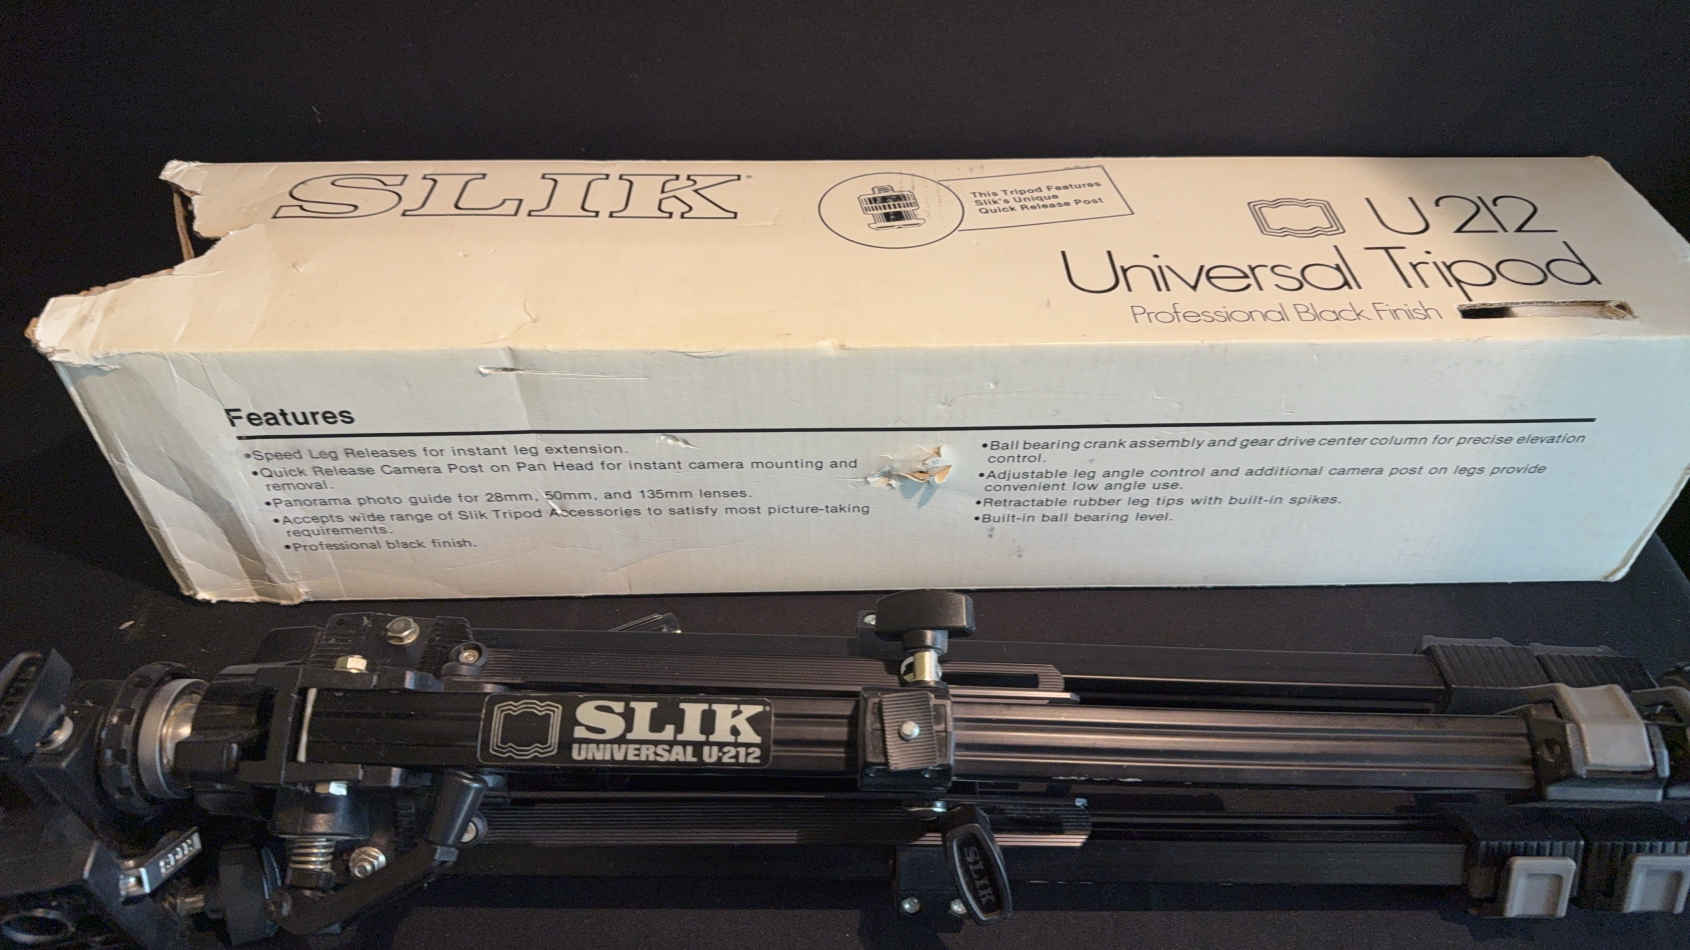 SLIK
This Tripod Features
Slik's Unique
Quick Release Post
U 212
Universal Tripod
Professional Black Finish
Features
•Speed Leg Releases for instant leg extension.
•Quick Release Camera Post on Pan Head for instant camera mounting and
removal.
•Panorama photo guide for 28mm, 50mm, and 135mm lenses.
•Accepts wide range of Slik Tripod Accessories to satisfy most picture-taking
requirements.
•Professional black finish.
•Ball bearing crank assembly and gear drive center column for precise elevation
control.
•Adjustable leg angle control and additional camera post on legs provide
convenient low angle use.
•Retractable rubber leg tips with built-in spikes.
•Built-in ball bearing level.
SLIK
UNIVERSAL U-212
SLIK